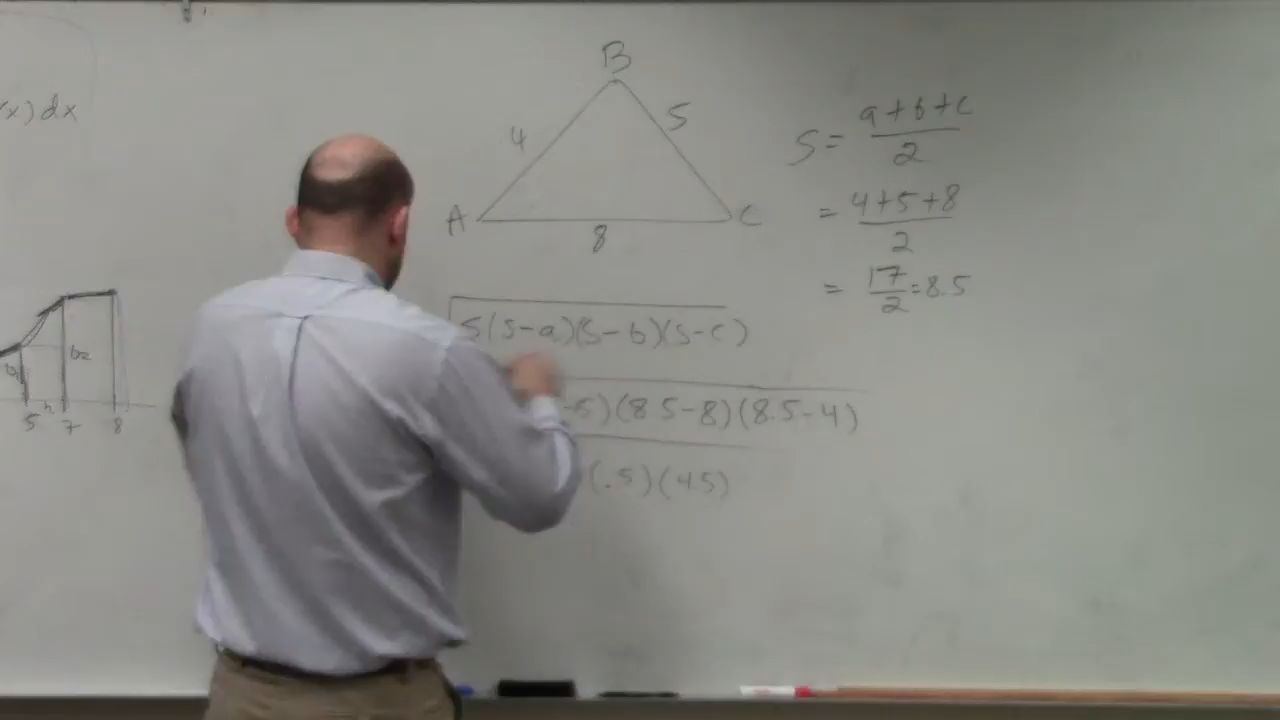 x) dx
B
4
5
A
C
8
S = a + b + c / 2
= 4 + 5 + 8 / 2
= 17 / 2 = 8.5
S(S-a)(S-b)(S-c)
-5)(8.5-8)(8.5-4)
(.5)(4.5)
b2
h
5 7 8